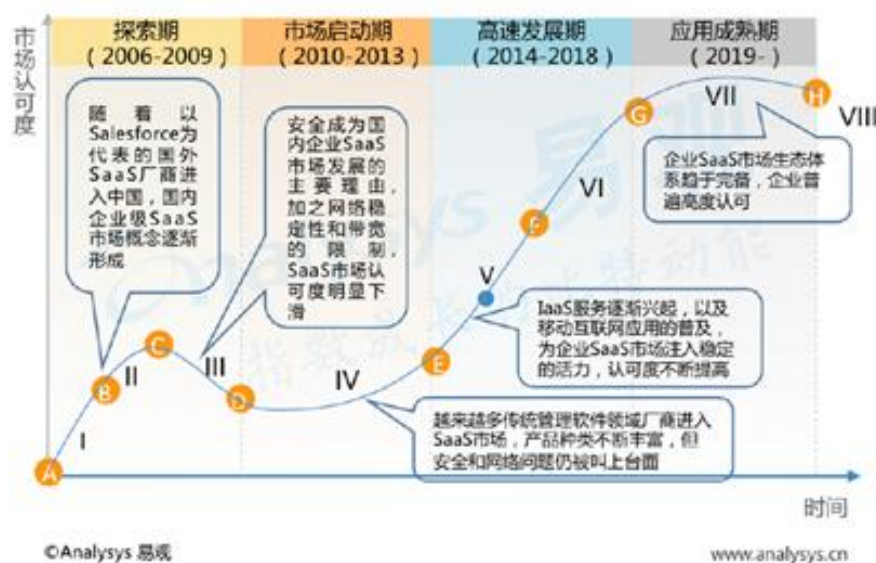 市场认可度
探索期
(2006-2009)
市场启动期
(2010-2013)
高速发展期
(2014-2018)
应用成熟期
(2019-)
随着以
Salesforce为
代表的国外
SaaS厂商进
入中国，国内
企业级SaaS
市场概念逐渐
形成
安全成为国
内企业SaaS
市场发展的
主要理由，
加之网络稳
定性和带宽
的限制，
SaaS市场认
可度明显下
滑
企业SaaS市场生态体
系趋于完备，企业普
遍亮度认可
IaaS服务逐渐兴起，以及
移动互联网应用的普及，
为企业SaaS市场注入稳定
的活力，认可度不断提高
越来越多传统管理软件领域厂商进入
SaaS市场，产品种类不断丰富，但
安全和网络问题仍被叫上台面
A
I
B
II
C
III
D
IV
E
V
F
VI
G
VII
H
VIII
nalysys 易观
时间
©Analysys 易观
www.analysys.cn